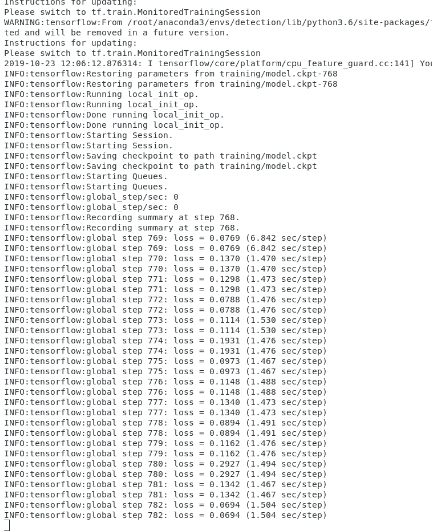 Instructions for updating:
Please switch to tf.train.MonitoredTrainingSession
WARNING:tensorflow:From /root/anaconda3/envs/detection/lib/python3.6/site-packages/
ted and will be removed in a future version.
Instructions for updating:
Please switch to tf.train.MonitoredTrainingSession
2019-10-23 12:06:12.876314: I tensorflow/core/platform/cpu_feature_guard.cc:141] You
INFO:tensorflow:Restoring parameters from training/model.ckpt-768
INFO:tensorflow:Restoring parameters from training/model.ckpt-768
INFO:tensorflow:Running local_init_op.
INFO:tensorflow:Running local_init_op.
INFO:tensorflow:Done running local_init_op.
INFO:tensorflow:Done running local_init_op.
INFO:tensorflow:Starting Session.
INFO:tensorflow:Starting Session.
INFO:tensorflow:Saving checkpoint to path training/model.ckpt
INFO:tensorflow:Saving checkpoint to path training/model.ckpt
INFO:tensorflow:Starting Queues.
INFO:tensorflow:Starting Queues.
INFO:tensorflow:global_step/sec: 0
INFO:tensorflow:global_step/sec: 0
INFO:tensorflow:Recording summary at step 768.
INFO:tensorflow:Recording summary at step 768.
INFO:tensorflow:global step 769: loss = 0.0769 (6.842 sec/step)
INFO:tensorflow:global step 769: loss = 0.0769 (6.842 sec/step)
INFO:tensorflow:global step 770: loss = 0.1370 (1.470 sec/step)
INFO:tensorflow:global step 770: loss = 0.1370 (1.470 sec/step)
INFO:tensorflow:global step 771: loss = 0.1298 (1.473 sec/step)
INFO:tensorflow:global step 771: loss = 0.1298 (1.473 sec/step)
INFO:tensorflow:global step 772: loss = 0.0788 (1.476 sec/step)
INFO:tensorflow:global step 772: loss = 0.0788 (1.476 sec/step)
INFO:tensorflow:global step 773: loss = 0.1114 (1.530 sec/step)
INFO:tensorflow:global step 773: loss = 0.1114 (1.530 sec/step)
INFO:tensorflow:global step 774: loss = 0.1931 (1.476 sec/step)
INFO:tensorflow:global step 774: loss = 0.1931 (1.476 sec/step)
INFO:tensorflow:global step 775: loss = 0.0973 (1.467 sec/step)
INFO:tensorflow:global step 775: loss = 0.0973 (1.467 sec/step)
INFO:tensorflow:global step 776: loss = 0.1148 (1.488 sec/step)
INFO:tensorflow:global step 776: loss = 0.1148 (1.488 sec/step)
INFO:tensorflow:global step 777: loss = 0.1340 (1.473 sec/step)
INFO:tensorflow:global step 777: loss = 0.1340 (1.473 sec/step)
INFO:tensorflow:global step 778: loss = 0.0894 (1.491 sec/step)
INFO:tensorflow:global step 778: loss = 0.0894 (1.491 sec/step)
INFO:tensorflow:global step 779: loss = 0.1162 (1.476 sec/step)
INFO:tensorflow:global step 779: loss = 0.1162 (1.476 sec/step)
INFO:tensorflow:global step 780: loss = 0.2927 (1.494 sec/step)
INFO:tensorflow:global step 780: loss = 0.2927 (1.494 sec/step)
INFO:tensorflow:global step 781: loss = 0.1342 (1.467 sec/step)
INFO:tensorflow:global step 781: loss = 0.1342 (1.467 sec/step)
INFO:tensorflow:global step 782: loss = 0.0694 (1.504 sec/step)
INFO:tensorflow:global step 782: loss = 0.0694 (1.504 sec/step)